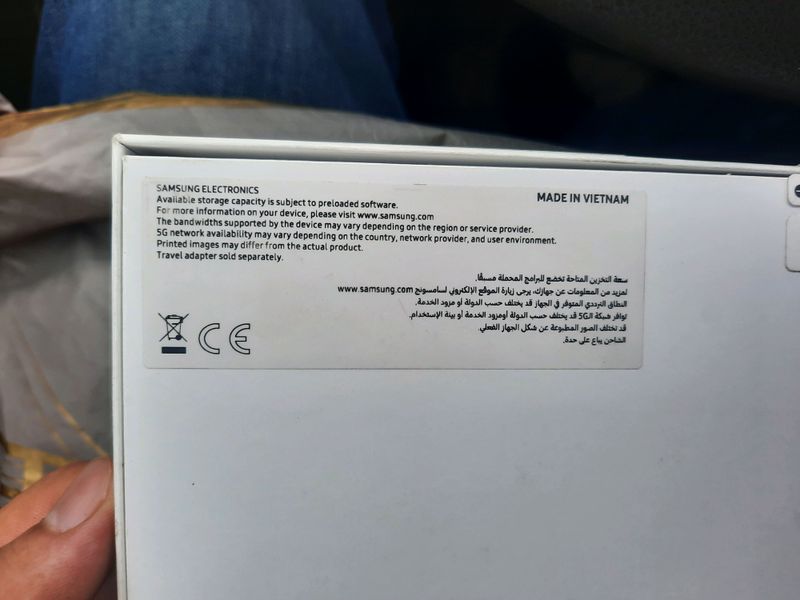 SAMSUNG ELECTRONICS
Available storage capacity is subject to preloaded software.
For more information on your device, please visit www.samsung.com
The bandwidths supported by the device may vary depending on the region or service provider.
5G network availability may vary depending on the country, network provider, and user environment.
Printed images may differ from the actual product.
Travel adapter sold separately.
MADE IN VIETNAM
سعة التخزين المتاحة تخضع للبرامج المحملة مسبقًا.
لمزيد من المعلومات عن جهازك، يرجى زيارة الموقع الإلكتروني لسامسونج www.samsung.com
النطاق الترددي المتوفر في الجهاز قد يختلف حسب الدولة أو مزود الخدمة.
توافر شبكة الـ5G قد يختلف حسب الدولة أومزود الخدمة أو بيئة الإستخدام.
قد تختلف الصور المطبوعة عن شكل الجهاز الفعلي.
الشاحن يباع على حدة.
CE